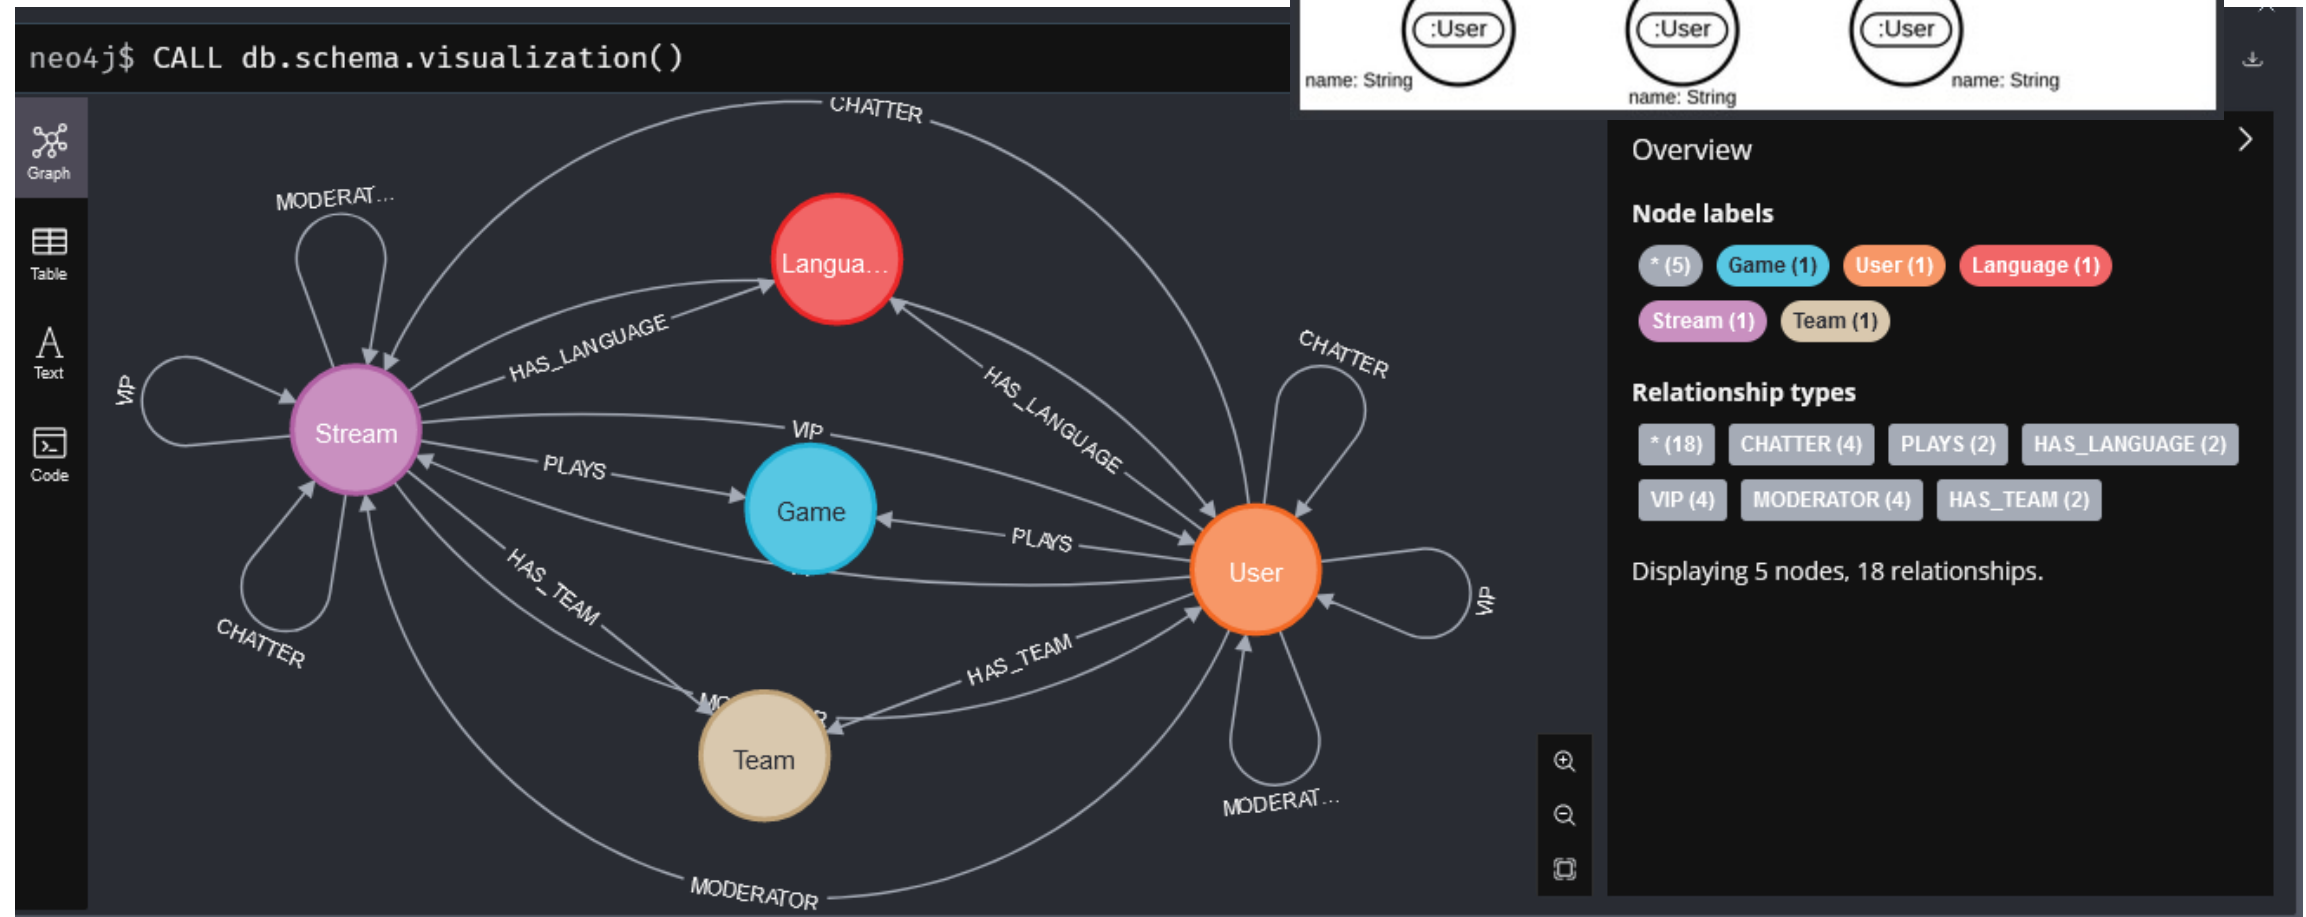 :User
:User
:User
name: String
name: String
name: String
neo4j$ CALL db.schema.visualization()
Graph
Table
Text
Code
CHATTER
MODERAT...
Langua...
HAS_LANGUAGE
HAS_LANGUAGE
CHATTER
VIP
Stream
VIP
PLAYS
Game
PLAYS
User
VIP
HAS_TEAM
CHATTER
HAS_TEAM
Team
MODERAT...
MODERATOR
Overview
Node labels
* (5) Game (1) User (1) Language (1)
Stream (1) Team (1)
Relationship types
* (18) CHATTER (4) PLAYS (2) HAS_LANGUAGE (2)
VIP (4) MODERATOR (4) HAS_TEAM (2)
Displaying 5 nodes, 18 relationships.